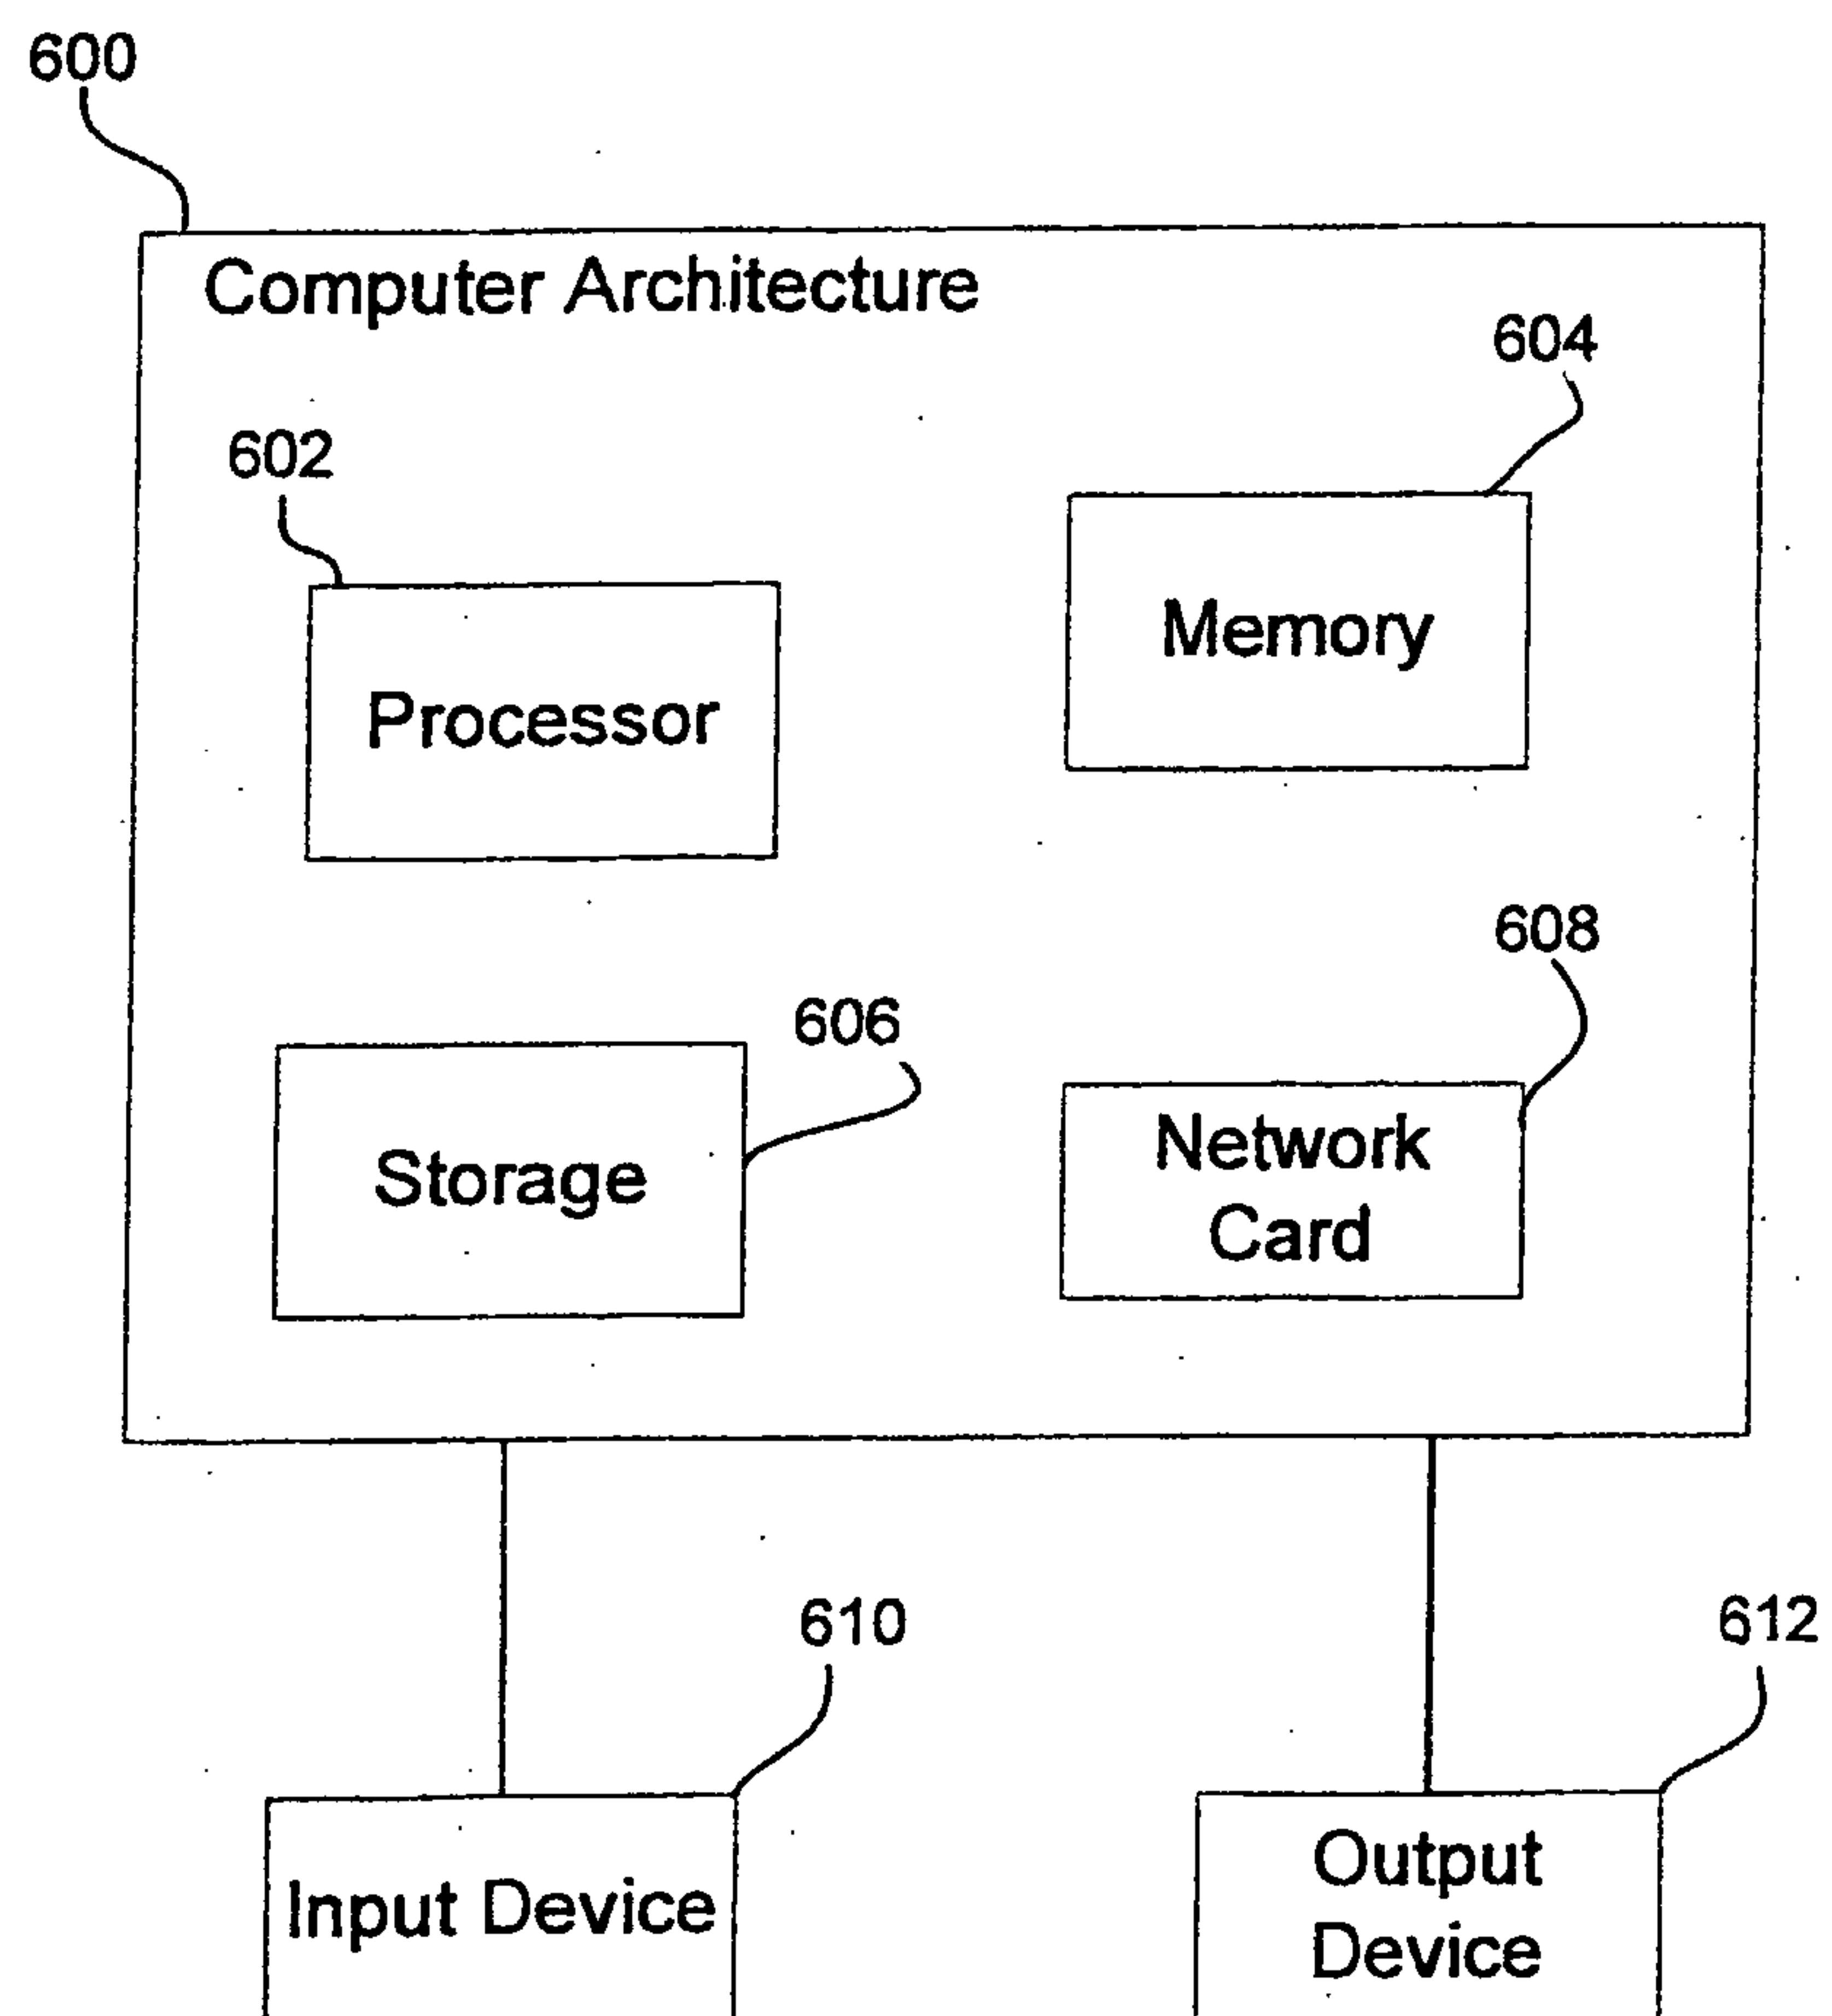 600
Computer Architecture
604
602
Memory
Processor
608
606
Network
Card
Storage
610
612
Input Device
Output
Device